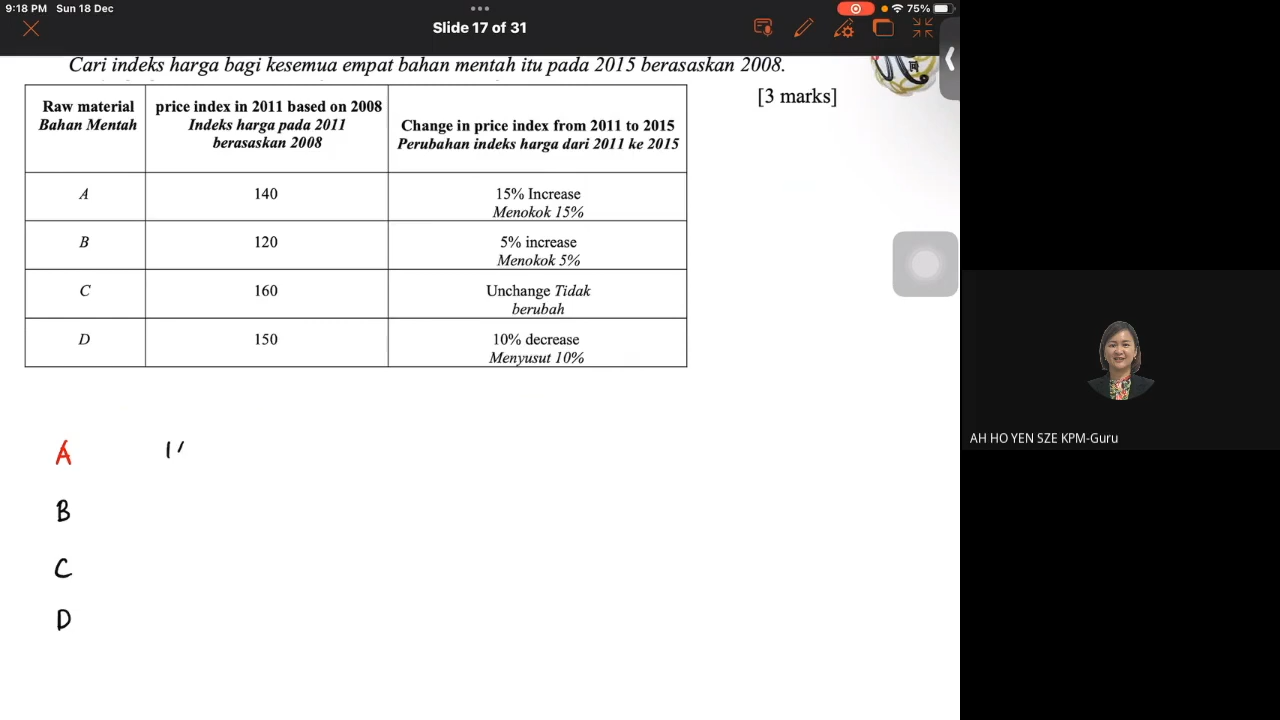 9:18 PM Sun 18 Dec
75%
Slide 17 of 31
Cari indeks harga bagi kesemua empat bahan mentah itu pada 2015 berasaskan 2008.
[3 marks]
Raw material
Bahan Mentah
price index in 2011 based on 2008
Indeks harga pada 2011
berasaskan 2008
Change in price index from 2011 to 2015
Perubahan indeks harga dari 2011 ke 2015
A
140
15% Increase
Menokok 15%
B
120
5% increase
Menokok 5%
C
160
Unchange Tidak
berubah
D
150
10% decrease
Menyusut 10%
A
B
C
D
AH HO YEN SZE KPM-Guru